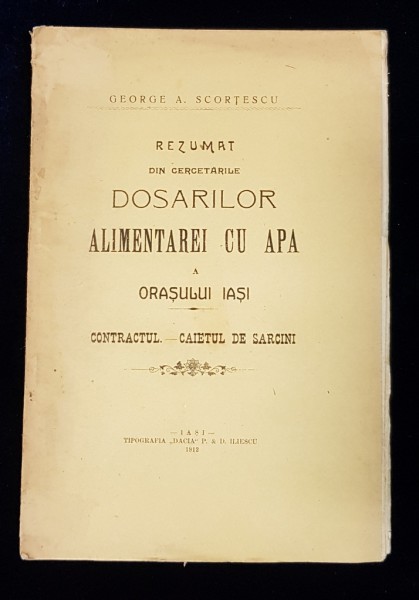 GEORGE A. SCORȚESCU
REZUMAT
DIN CERCETĂRILE
DOSARILOR
ALIMENTAREI CU APA
A
ORAȘULUI IAȘI
CONTRACTUL. — CAIETUL DE SARCINI
— IAȘI —
TIPOGRAFIA „DACIA“ P. & D. ILIESCU
1912